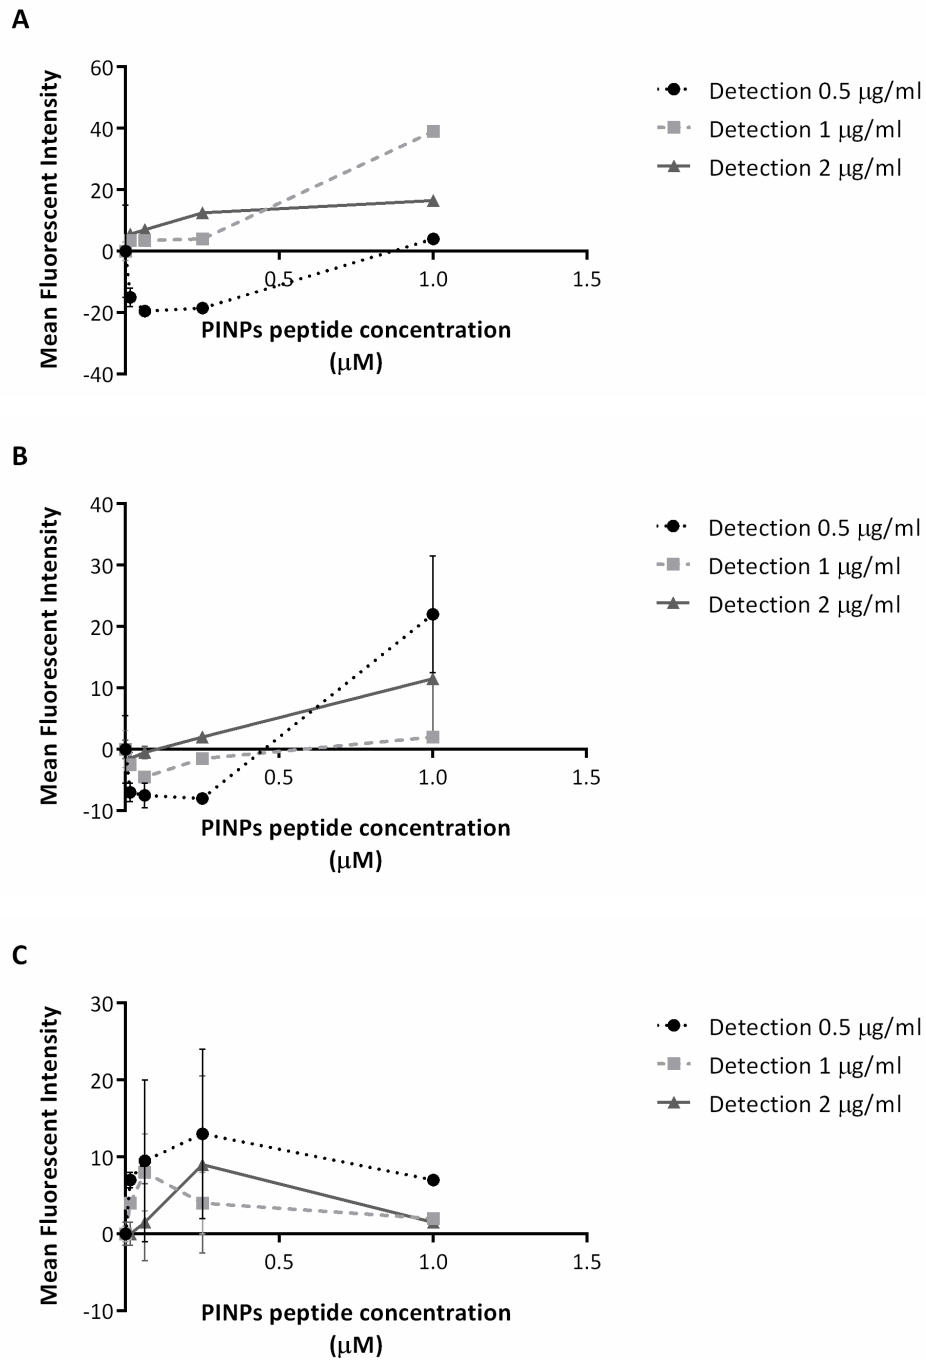 A
Mean Fluorescent Intensity
60
40
20
0
-20
-40
0.5
1.0
1.5
PINPs peptide concentration
(μM)
Detection 0.5 μg/ml
Detection 1 μg/ml
Detection 2 μg/ml
B
Mean Fluorescent Intensity
40
30
20
10
0
-10
0.5
1.0
1.5
PINPs peptide concentration
(μM)
Detection 0.5 μg/ml
Detection 1 μg/ml
Detection 2 μg/ml
C
Mean Fluorescent Intensity
30
20
10
0
-10
0.5
1.0
1.5
PINPs peptide concentration
(μM)
Detection 0.5 μg/ml
Detection 1 μg/ml
Detection 2 μg/ml